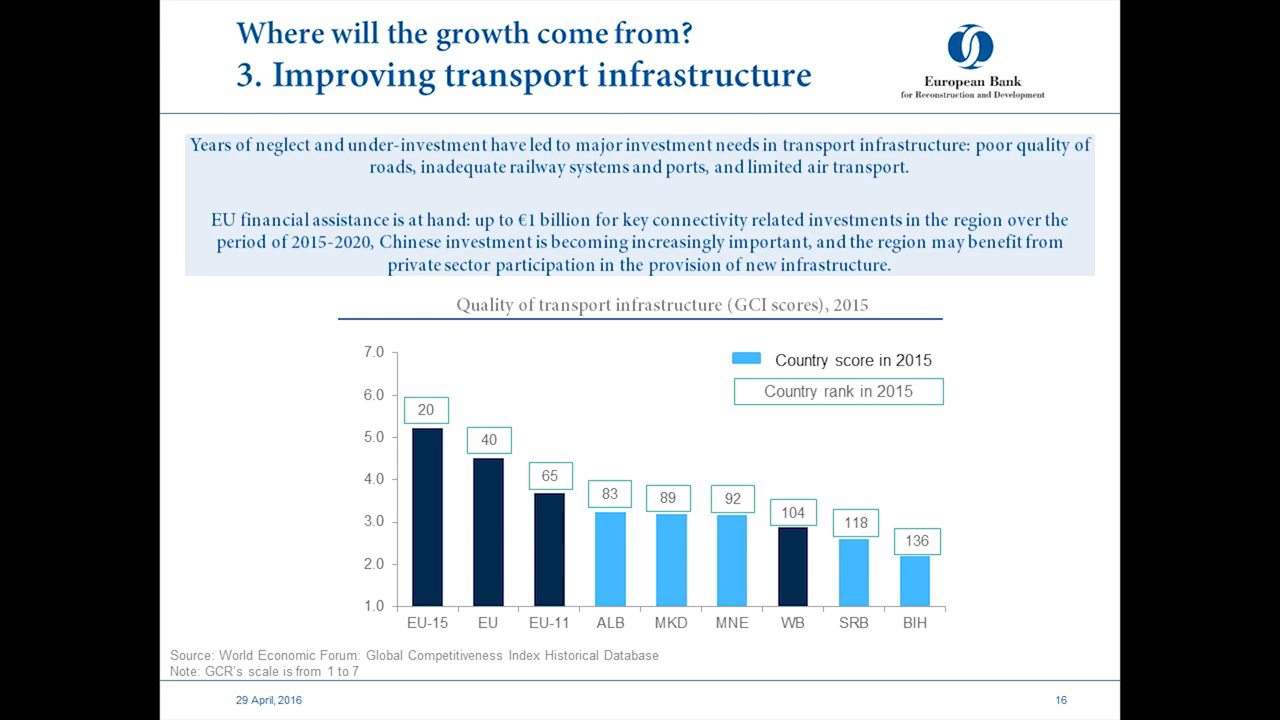 Where will the growth come from?
3. Improving transport infrastructure
European Bank
for Reconstruction and Development
Years of neglect and under-investment have led to major investment needs in transport infrastructure: poor quality of
roads, inadequate railway systems and ports, and limited air transport.
EU financial assistance is at hand: up to €1 billion for key connectivity related investments in the region over the
period of 2015-2020, Chinese investment is becoming increasingly important, and the region may benefit from
private sector participation in the provision of new infrastructure.
Quality of transport infrastructure (GCI scores), 2015
7.0
6.0
5.0
4.0
3.0
2.0
1.0
Country score in 2015
Country rank in 2015
20
40
65
83
89
92
104
118
136
EU-15
EU
EU-11
ALB
MKD
MNE
WB
SRB
BIH
Source: World Economic Forum: Global Competitiveness Index Historical Database
Note: GCR's scale is from 1 to 7
29 April, 2016
16